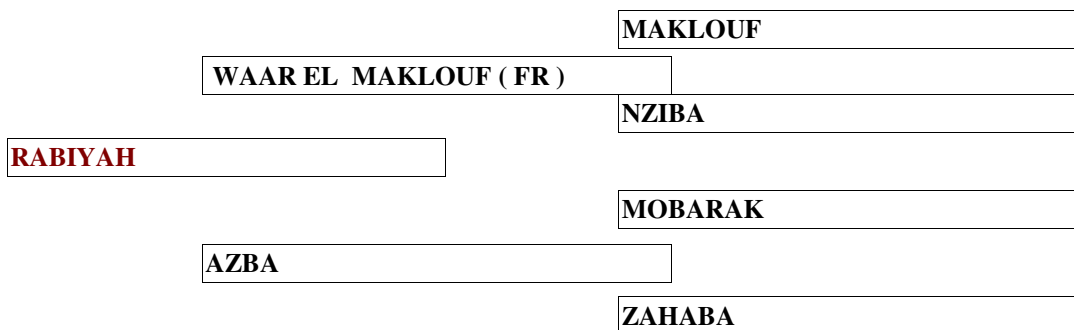 MAKLOUF
WAAR EL MAKLOUF ( FR )
NZIBA
RABIYAH
MOBARAK
AZBA
ZAHABA